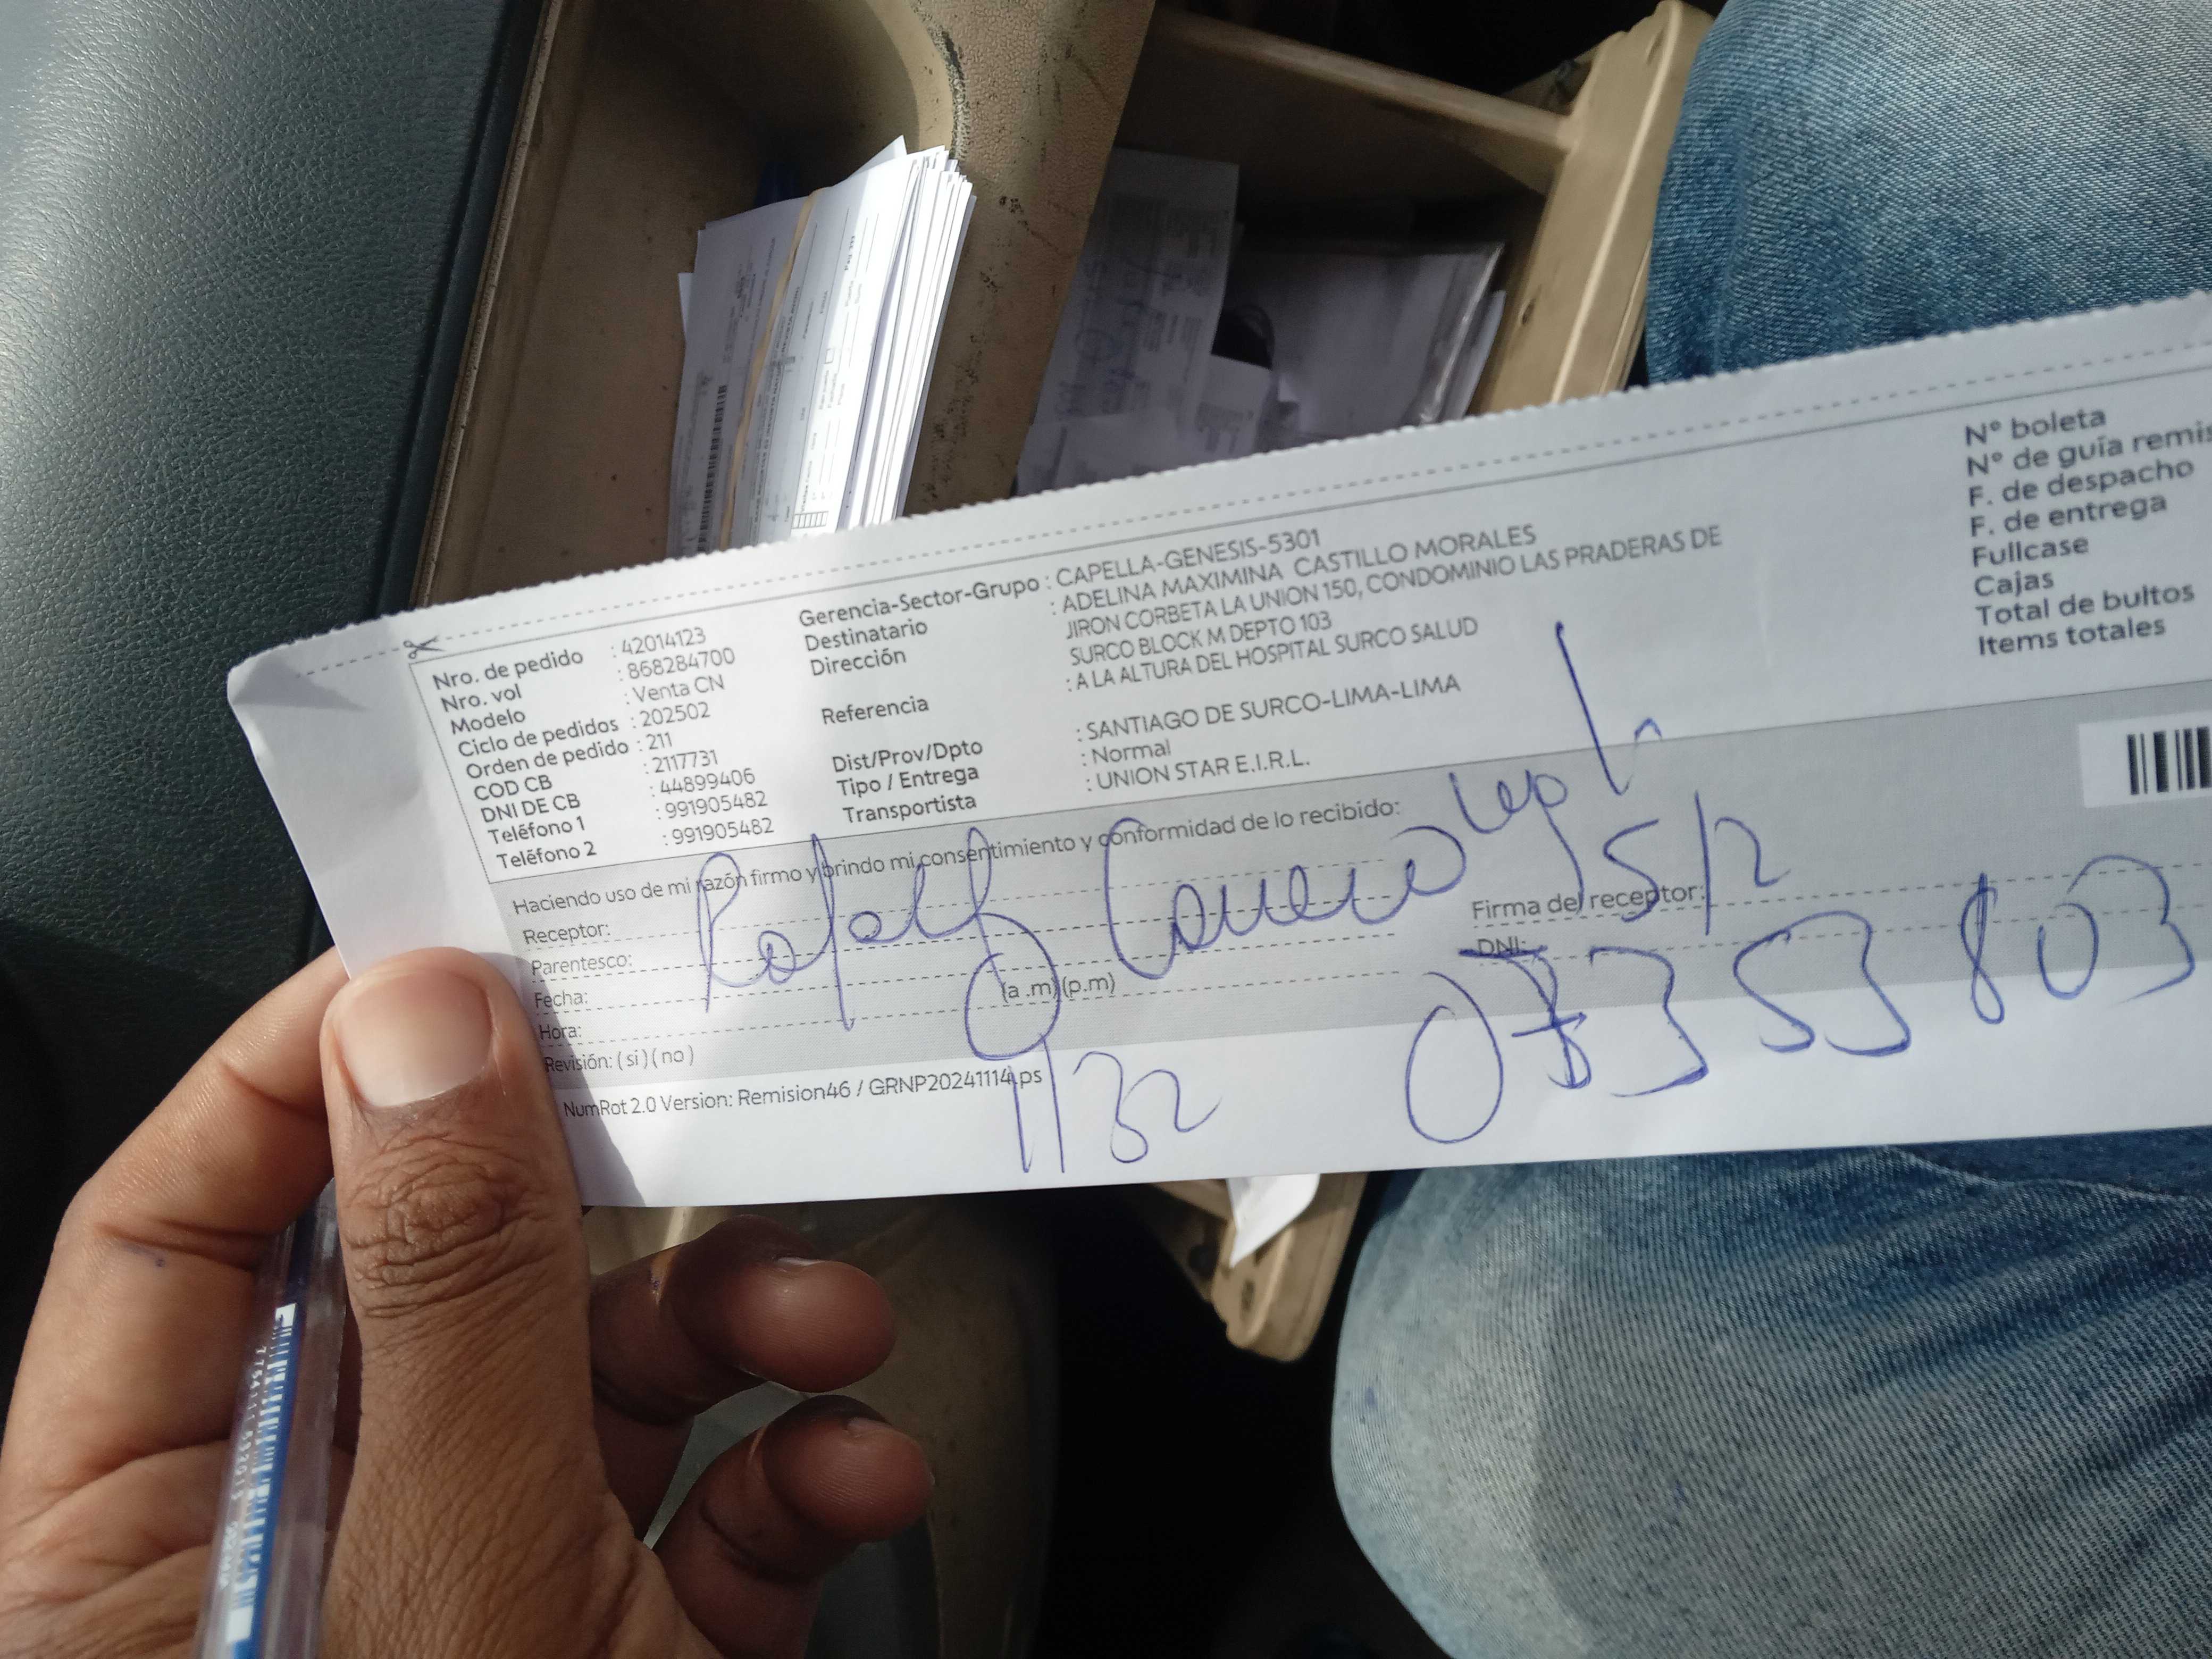 Nro. de pedido : 42014123
Nro. vol : 868284700
Modelo : Venta CN
Ciclo de pedidos : 202502
Orden de pedido : 211
COD CB : 2117731
DNI DE CB : 44899406
Teléfono 1 : 991905482
Teléfono 2 : 991905482
Gerencia-Sector-Grupo : CAPELLA-GENESIS-5301
Destinatario : ADELINA MAXIMINA CASTILLO MORALES
Dirección JIRON CORBETA LA UNION 150, CONDOMINIO LAS PRADERAS DE
SURCO BLOCK M DEPTO 103
Referencia : A LA ALTURA DEL HOSPITAL SURCO SALUD
Dist/Prov/Dpto : SANTIAGO DE SURCO-LIMA-LIMA
Tipo / Entrega : Normal
Transportista : UNION STAR E.I.R.L.
N° boleta
N° de guía remis
F. de despacho
F. de entrega
Fullcase
Cajas
Total de bultos
Items totales
Haciendo uso de mi razón firmo y brindo mi consentimiento y conformidad de lo recibido:
Receptor:
Parentesco:
Fecha:
Hora: (a .m) (p.m)
Revisión: ( si ) ( no )
Firma del receptor:
5/2
DNI:
NumRot 2.0 Version: Remision46 / GRNP20241114.ps